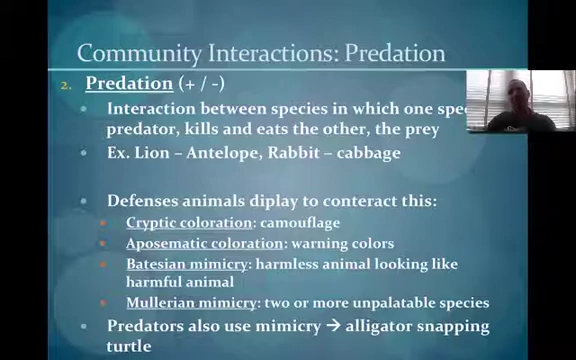 Community Interactions: Predation
2. Predation (+ / -)
Interaction between species in which one
predator, kills and eats the other, the prey
Ex. Lion – Antelope, Rabbit – cabbage
Defenses animals diplay to conteract this:
Cryptic coloration: camouflage
Aposematic coloration: warning colors
Batesian mimicry: harmless animal looking like
harmful animal
Mullerian mimicry: two or more unpalatable species
Predators also use mimicry → alligator snapping
turtle